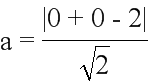 a = |0 + 0 - 2| / √2